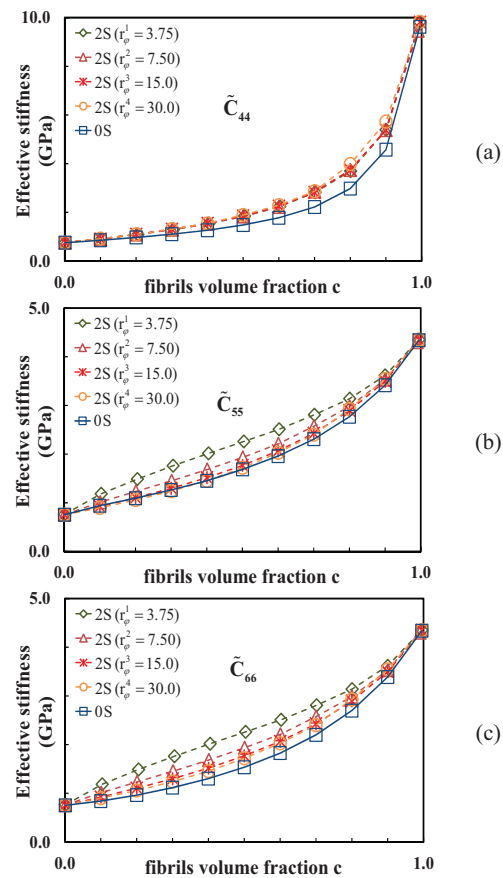 10.0
2S (r¹φ = 3.75)
2S (r²φ = 7.50)
2S (r³φ = 15.0)
2S (r⁴φ = 30.0)
0S
C̃44
Effective stiffness
(GPa)
0.0
0.0
1.0
fibrils volume fraction c
(a)
5.0
2S (r¹φ = 3.75)
2S (r²φ = 7.50)
2S (r³φ = 15.0)
2S (r⁴φ = 30.0)
0S
C̃55
Effective stiffness
(GPa)
0.0
0.0
1.0
fibrils volume fraction c
(b)
5.0
2S (r¹φ = 3.75)
2S (r²φ = 7.50)
2S (r³φ = 15.0)
2S (r⁴φ = 30.0)
0S
C̃66
Effective stiffness
(GPa)
0.0
0.0
1.0
fibrils volume fraction c
(c)